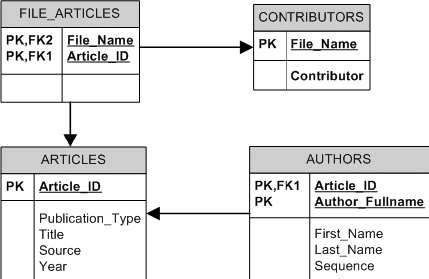 FILE_ARTICLES
PK,FK2 File_Name
PK,FK1 Article_ID
CONTRIBUTORS
PK File_Name
Contributor
ARTICLES
PK Article_ID
Publication_Type
Title
Source
Year
AUTHORS
PK,FK1 Article_ID
PK Author_Fullname
First_Name
Last_Name
Sequence